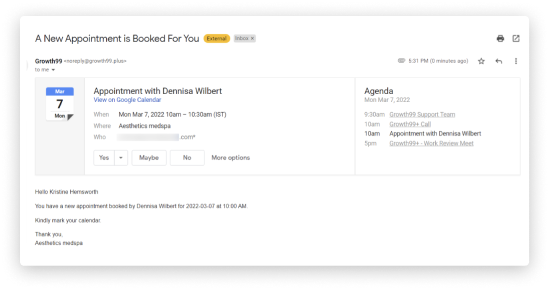 A New Appointment is Booked For You External Inbox ×
Growth99 <noreply@growth99.plus>
5:31 PM (0 minutes ago)
to me
Mar
7
Mon
Appointment with Dennisa Wilbert
View on Google Calendar
When Mon Mar 7, 2022 10am – 10:30am (IST)
Where Aesthetics medspa
Who .com*
Yes Maybe No More options
Agenda
Mon Mar 7, 2022
9:30am Growth99 Support Team
10am Growth99+ Call
10am Appointment with Dennisa Wilbert
5pm Growth99+ - Work Review Meet
Hello Kristine Hemsworth
You have a new appointment booked by Dennisa Wilbert for 2022-03-07 at 10:00 AM
Kindly mark your calendar.
Thank you,
Aesthetics medspa